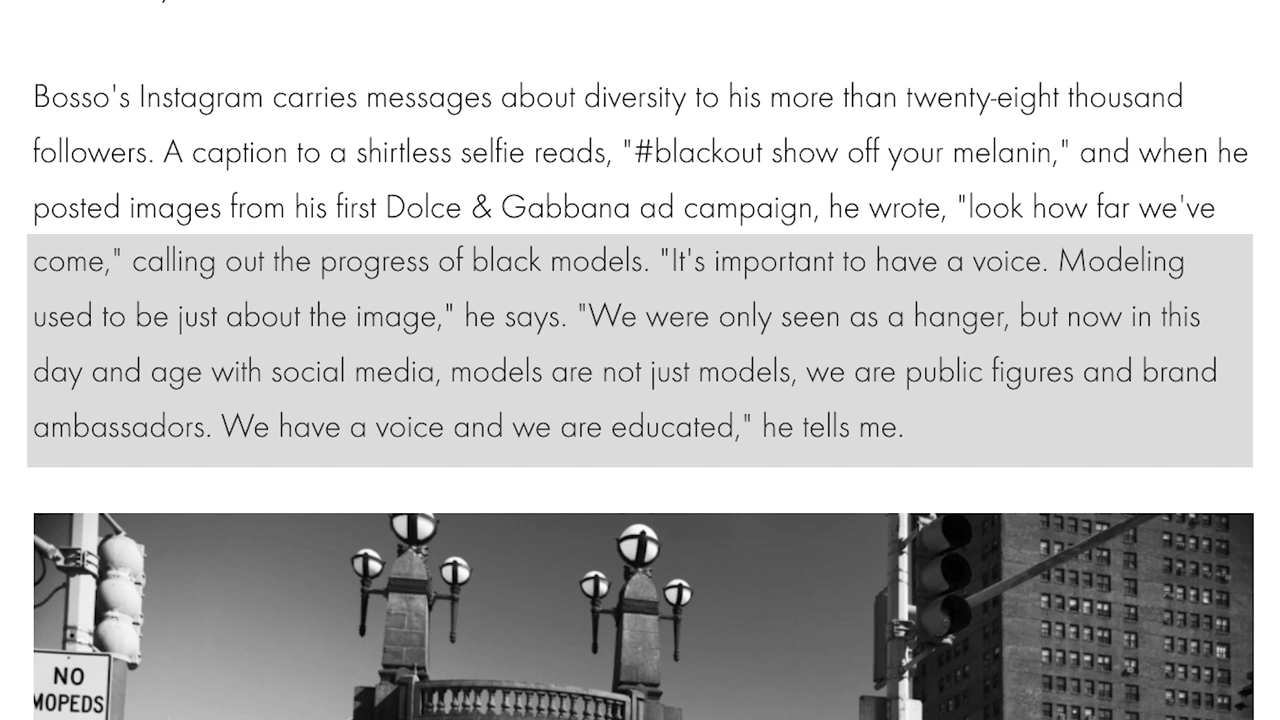 Bosso's Instagram carries messages about diversity to his more than twenty-eight thousand
followers. A caption to a shirtless selfie reads, "#blackout show off your melanin," and when he
posted images from his first Dolce & Gabbana ad campaign, he wrote, "look how far we've
come," calling out the progress of black models. "It's important to have a voice. Modeling
used to be just about the image," he says. "We were only seen as a hanger, but now in this
day and age with social media, models are not just models, we are public figures and brand
ambassadors. We have a voice and we are educated," he tells me.
NO
MOPEDS